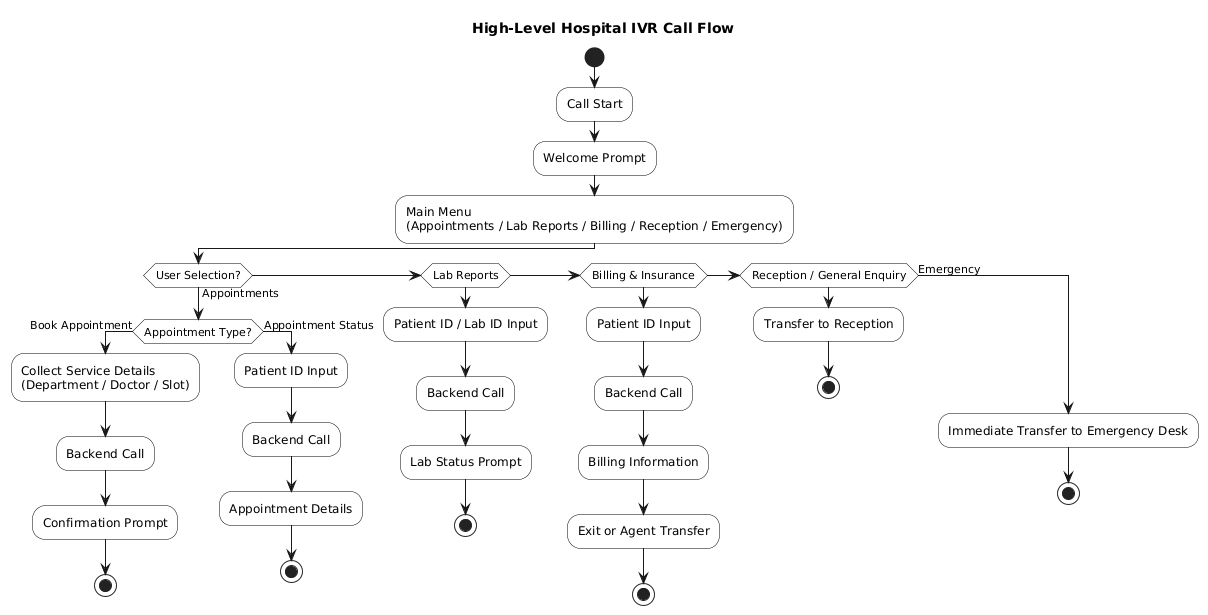 High-Level Hospital IVR Call Flow
Call Start
Welcome Prompt
Main Menu
(Appointments / Lab Reports / Billing / Reception / Emergency)
User Selection?
Lab Reports
Billing & Insurance
Reception / General Enquiry
Emergency
Appointments
Book Appointment
Appointment Type?
Appointment Status
Collect Service Details
(Department / Doctor / Slot)
Backend Call
Confirmation Prompt
Patient ID Input
Backend Call
Appointment Details
Patient ID / Lab ID Input
Backend Call
Lab Status Prompt
Patient ID Input
Backend Call
Billing Information
Exit or Agent Transfer
Transfer to Reception
Immediate Transfer to Emergency Desk